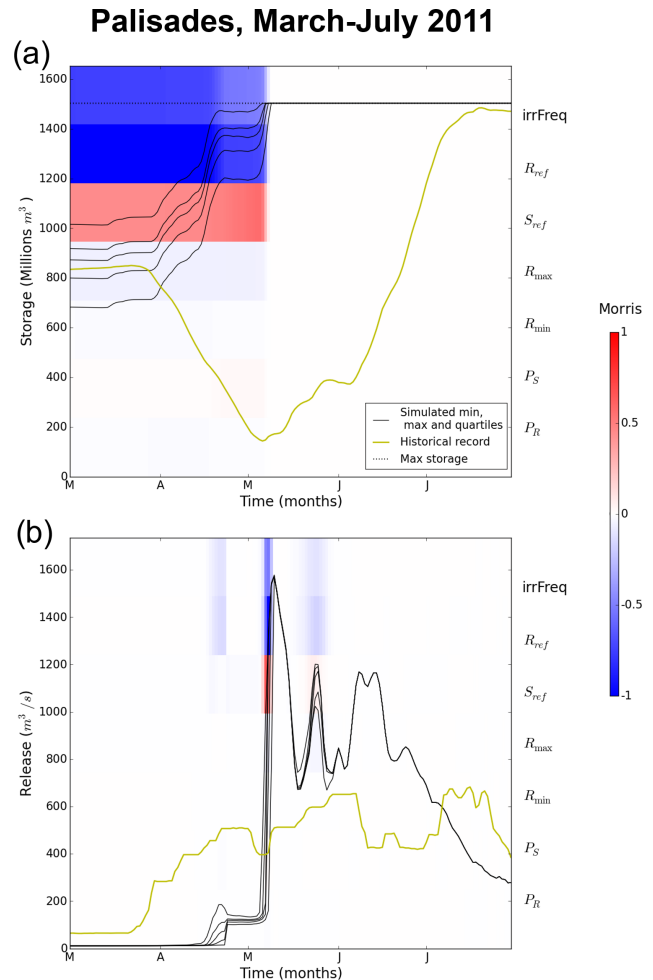 Palisades, March-July 2011
(a)
1600
1400
1200
1000
800
600
400
200
0
Storage (Millions m³)
M A M J J
Time (months)
Simulated min,
max and quartiles
Historical record
Max storage
irrFreq
R_ref
S_ref
R_max
R_min
P_S
P_R
Morris
1
0.5
0
-0.5
-1
(b)
1600
1400
1200
1000
800
600
400
200
0
Release (m³/s)
M A M J J
Time (months)
irrFreq
R_ref
S_ref
R_max
R_min
P_S
P_R